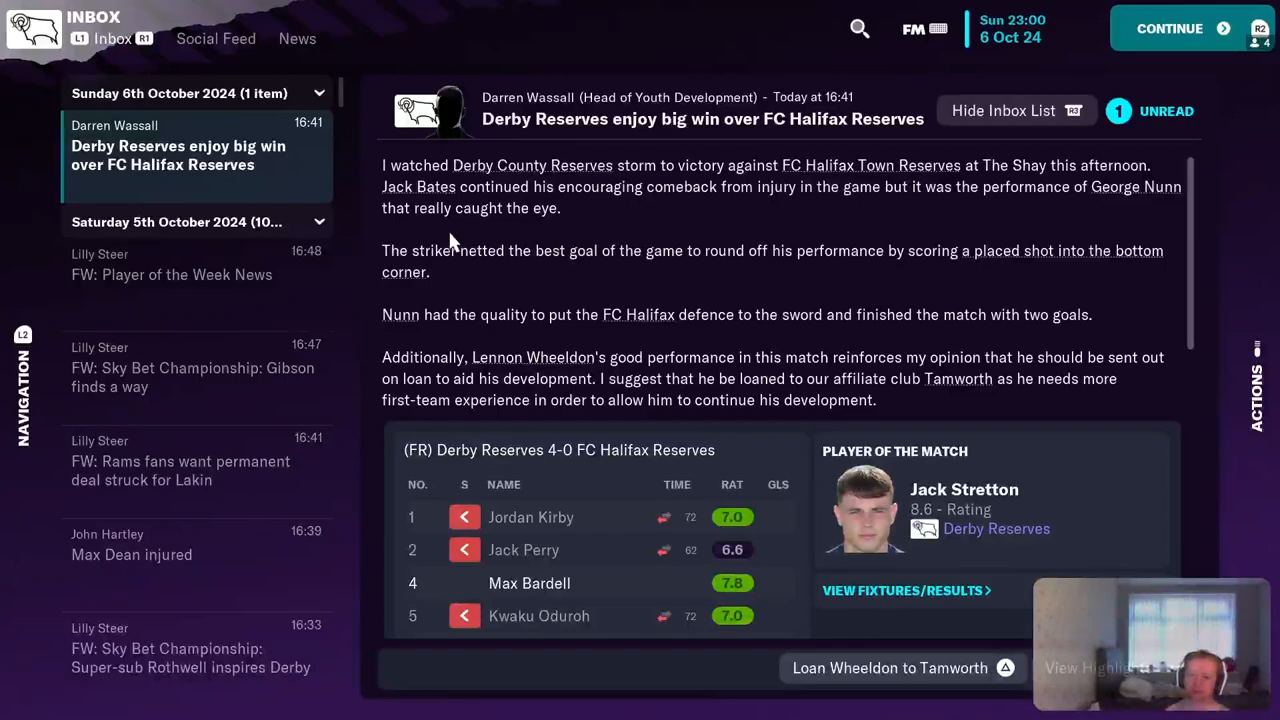 INBOX
L1 Inbox R1 Social Feed News
FM
Sun 23:00
6 Oct 24
CONTINUE
R2
4
Sunday 6th October 2024 (1 item)
Darren Wassall 16:41
Derby Reserves enjoy big win
over FC Halifax Reserves
Saturday 5th October 2024 (10...
Lilly Steer 16:48
FW: Player of the Week News
Lilly Steer 16:47
FW: Sky Bet Championship: Gibson
finds a way
Lilly Steer 16:41
FW: Rams fans want permanent
deal struck for Lakin
John Hartley 16:39
Max Dean injured
Lilly Steer 16:33
FW: Sky Bet Championship:
Super-sub Rothwell inspires Derby
L2
NAVIGATION
Darren Wassall (Head of Youth Development) - Today at 16:41
Derby Reserves enjoy big win over FC Halifax Reserves
Hide Inbox List R3
1 UNREAD
I watched Derby County Reserves storm to victory against FC Halifax Town Reserves at The Shay this afternoon.
Jack Bates continued his encouraging comeback from injury in the game but it was the performance of George Nunn
that really caught the eye.
The striker netted the best goal of the game to round off his performance by scoring a placed shot into the bottom
corner.
Nunn had the quality to put the FC Halifax defence to the sword and finished the match with two goals.
Additionally, Lennon Wheeldon's good performance in this match reinforces my opinion that he should be sent out
on loan to aid his development. I suggest that he be loaned to our affiliate club Tamworth as he needs more
first-team experience in order to allow him to continue his development.
(FR) Derby Reserves 4-0 FC Halifax Reserves
NO. S NAME TIME RAT GLS
1 Jordan Kirby 72 7.0
2 Jack Perry 62 6.6
4 Max Bardell 7.8
5 Kwaku Oduroh 72 7.0
PLAYER OF THE MATCH
Jack Stretton
8.6 - Rating
Derby Reserves
VIEW FIXTURES/RESULTS
Loan Wheeldon to Tamworth
View Highlights
ACTIONS